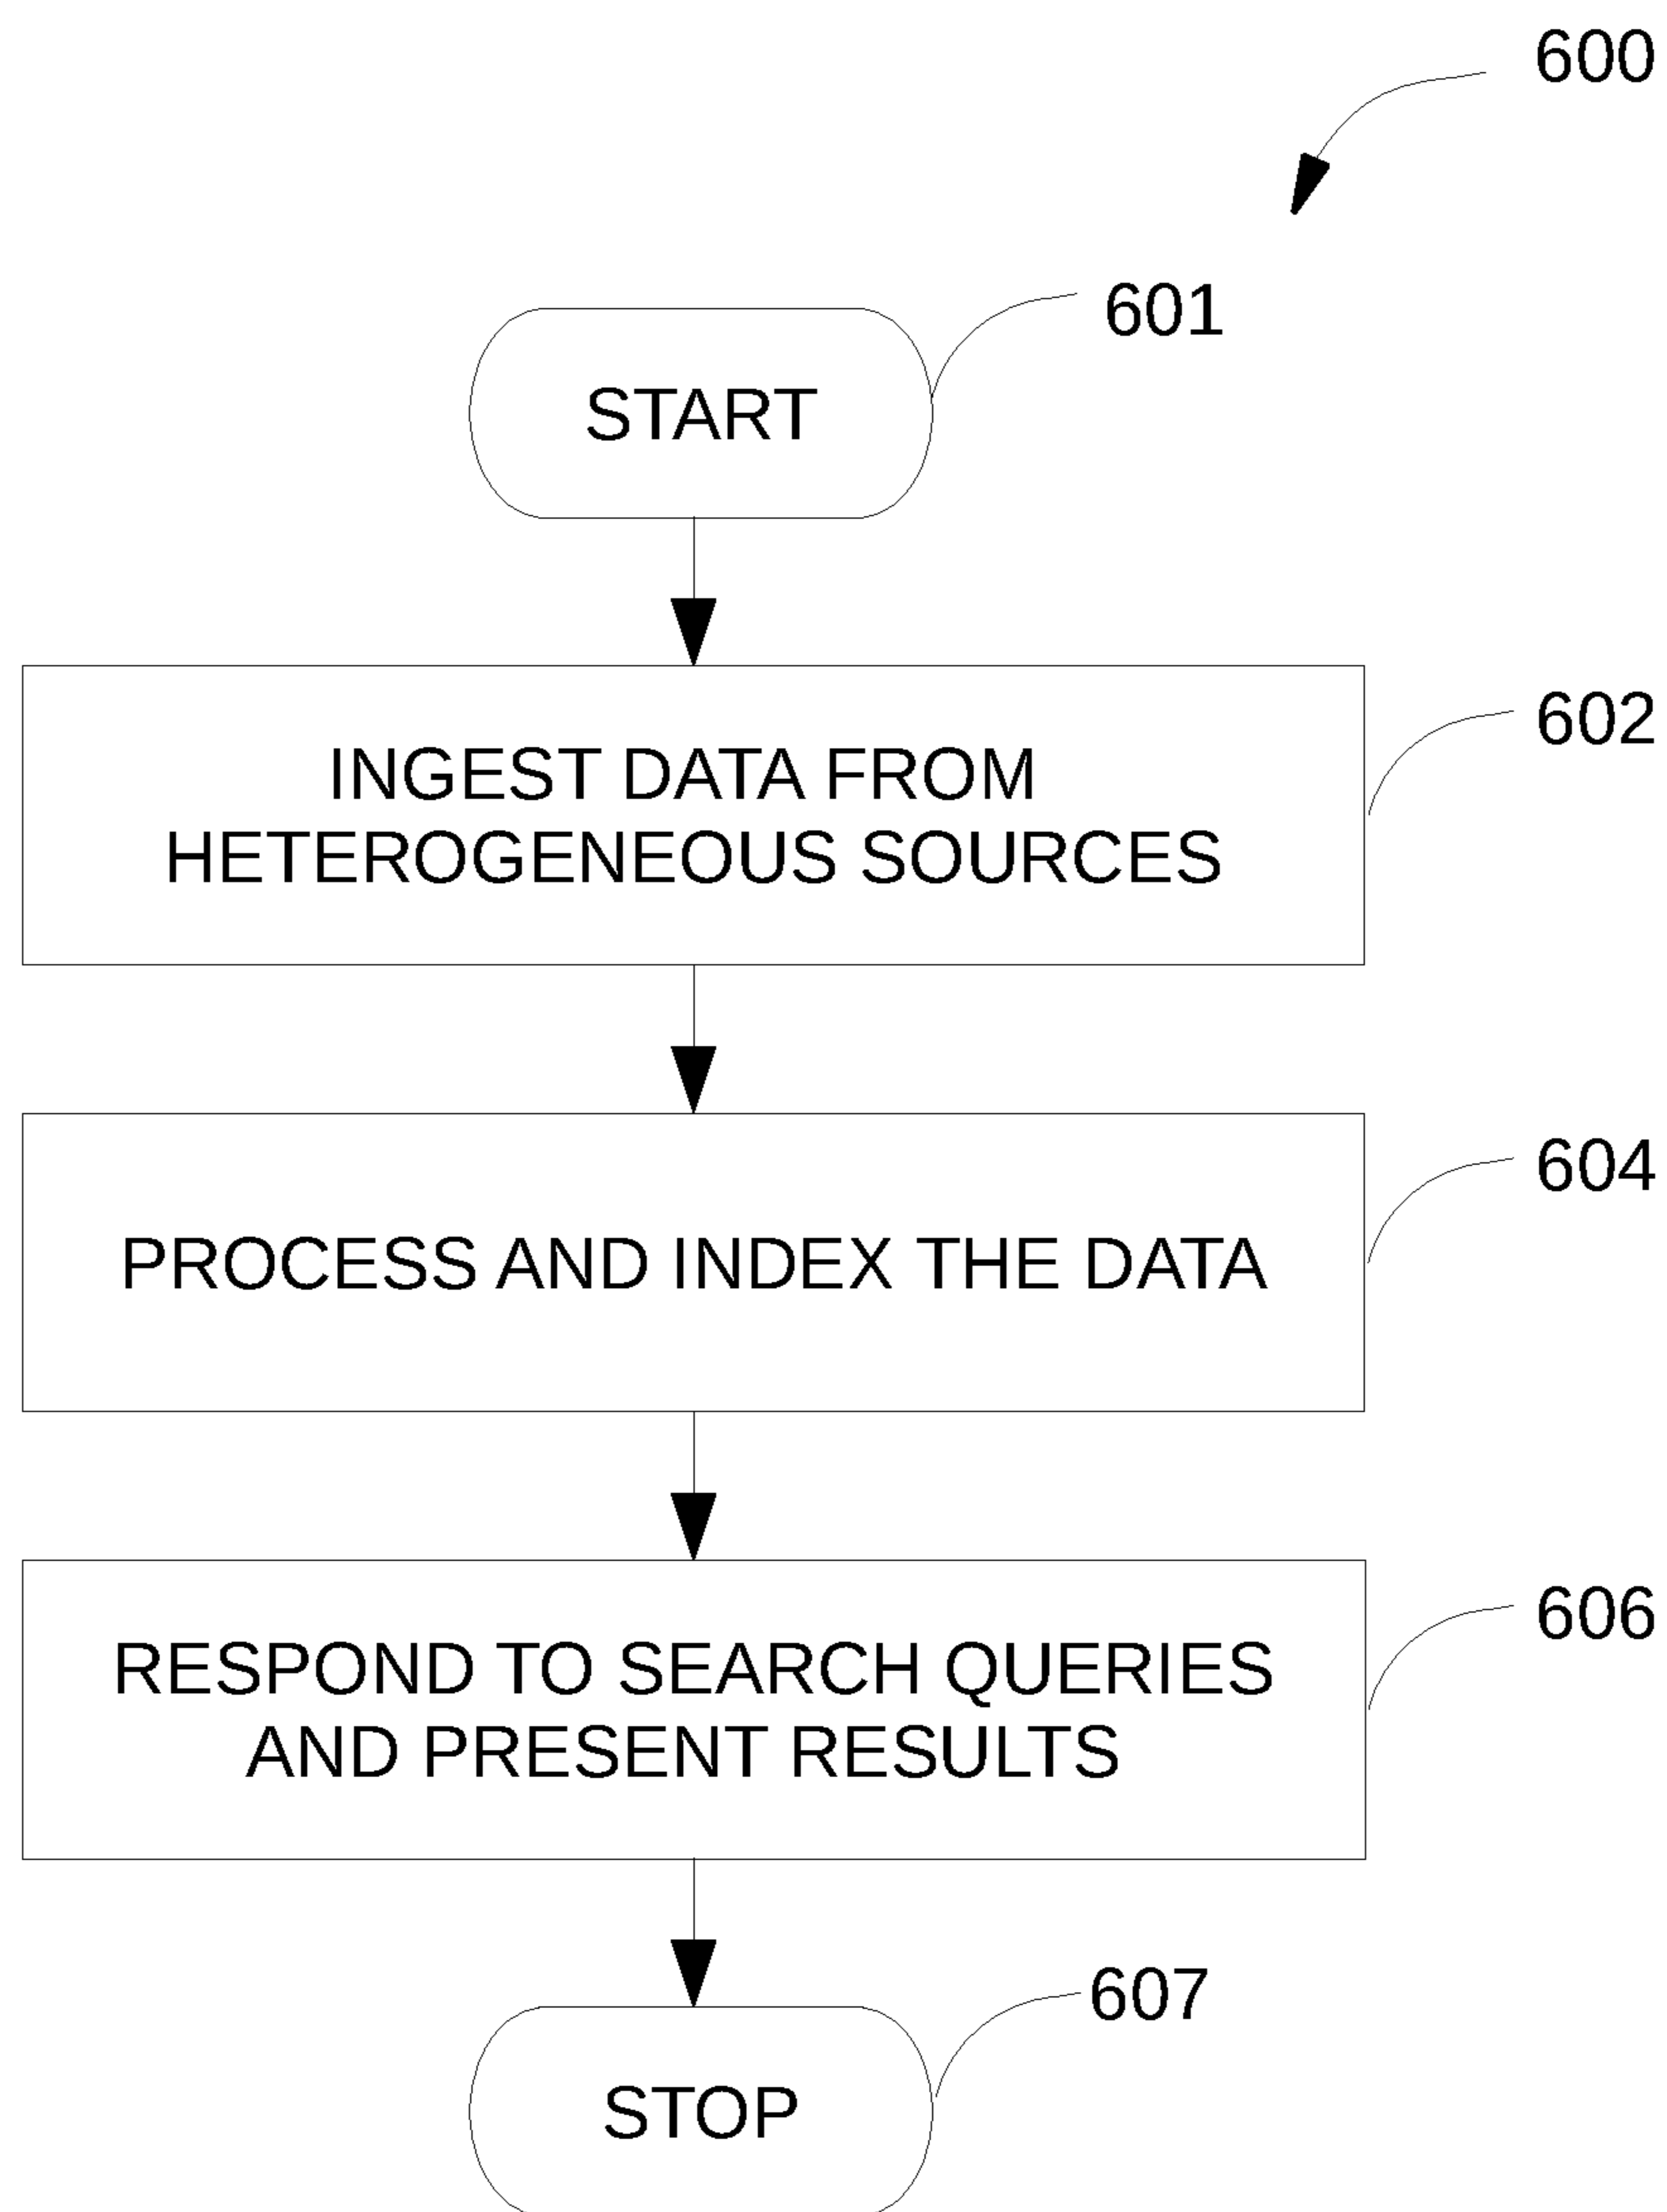 600
601
START
602
INGEST DATA FROM
HETEROGENEOUS SOURCES
604
PROCESS AND INDEX THE DATA
606
RESPOND TO SEARCH QUERIES
AND PRESENT RESULTS
607
STOP